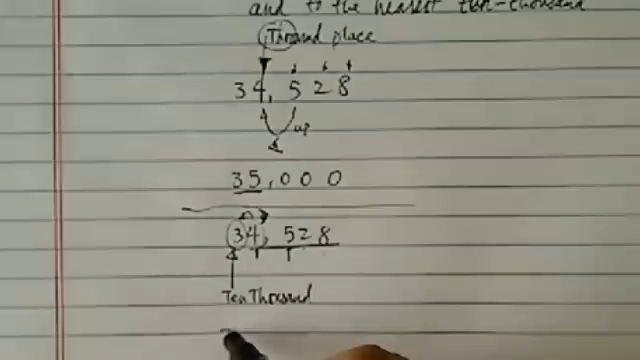 and to the nearest ten-thousand
Thousand place
34,528
up
35,000
34,528
Ten Thousand